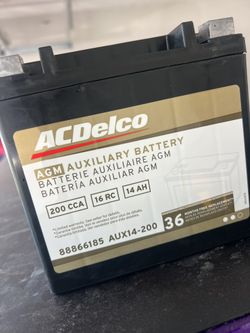 ACDelco
AGM AUXILIARY BATTERY
BATTERIE AUXILIAIRE AGM
BATERÍA AUXILIAR AGM
200 CCA 16 RC 14 AH
36
88866185 AUX14-200